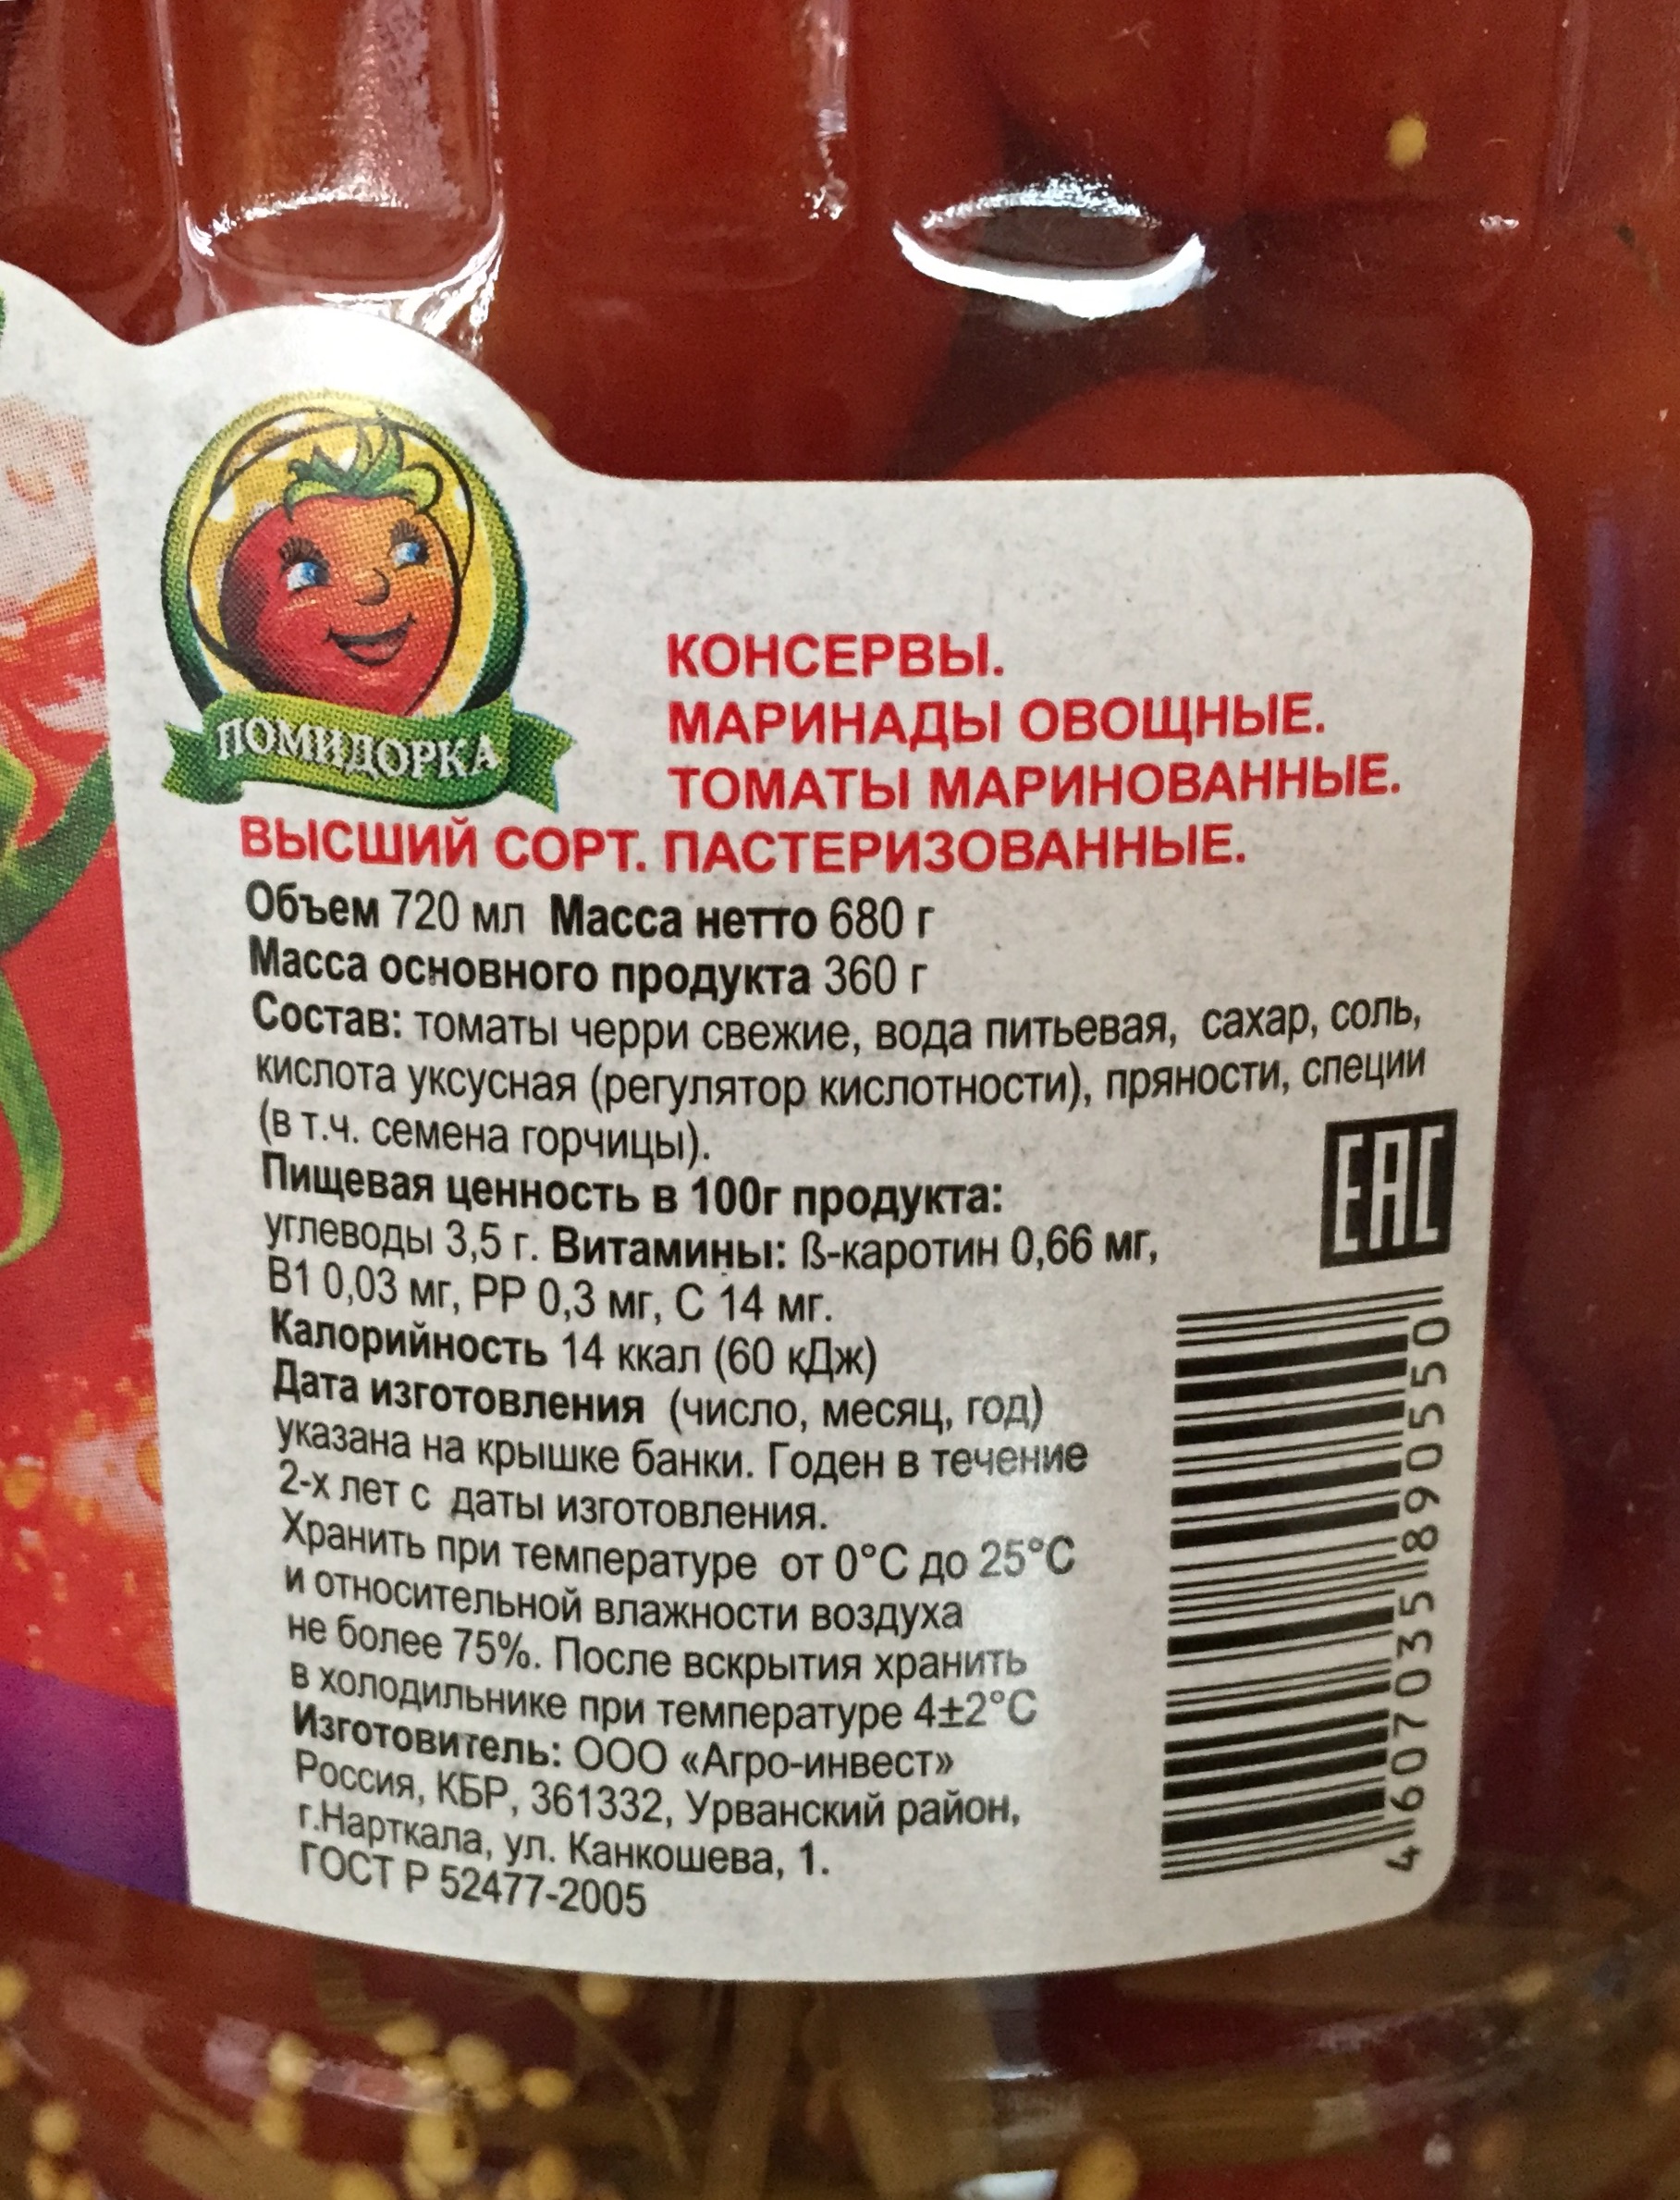 ПОМИДОРКА
КОНСЕРВЫ.
МАРИНАДЫ ОВОЩНЫЕ.
ТОМАТЫ МАРИНОВАННЫЕ.
ВЫСШИЙ СОРТ. ПАСТЕРИЗОВАННЫЕ.
Объем 720 мл Масса нетто 680 г
Масса основного продукта 360 г
Состав: томаты черри свежие, вода питьевая, сахар, соль,
кислота уксусная (регулятор кислотности), пряности, специи
(в т.ч. семена горчицы).
Пищевая ценность в 100г продукта:
углеводы 3,5 г. Витамины: ß-каротин 0,66 мг,
В1 0,03 мг, РР 0,3 мг, С 14 мг.
Калорийность 14 ккал (60 кДж)
Дата изготовления (число, месяц, год)
указана на крышке банки. Годен в течение
2-х лет с даты изготовления.
Хранить при температуре от 0°С до 25°С
и относительной влажности воздуха
не более 75%. После вскрытия хранить
в холодильнике при температуре 4±2°С
Изготовитель: ООО «Агро-инвест»
Россия, КБР, 361332, Урванский район,
г.Нарткала, ул. Канкошева, 1.
ГОСТ Р 52477-2005
ЕАС
4607035890550